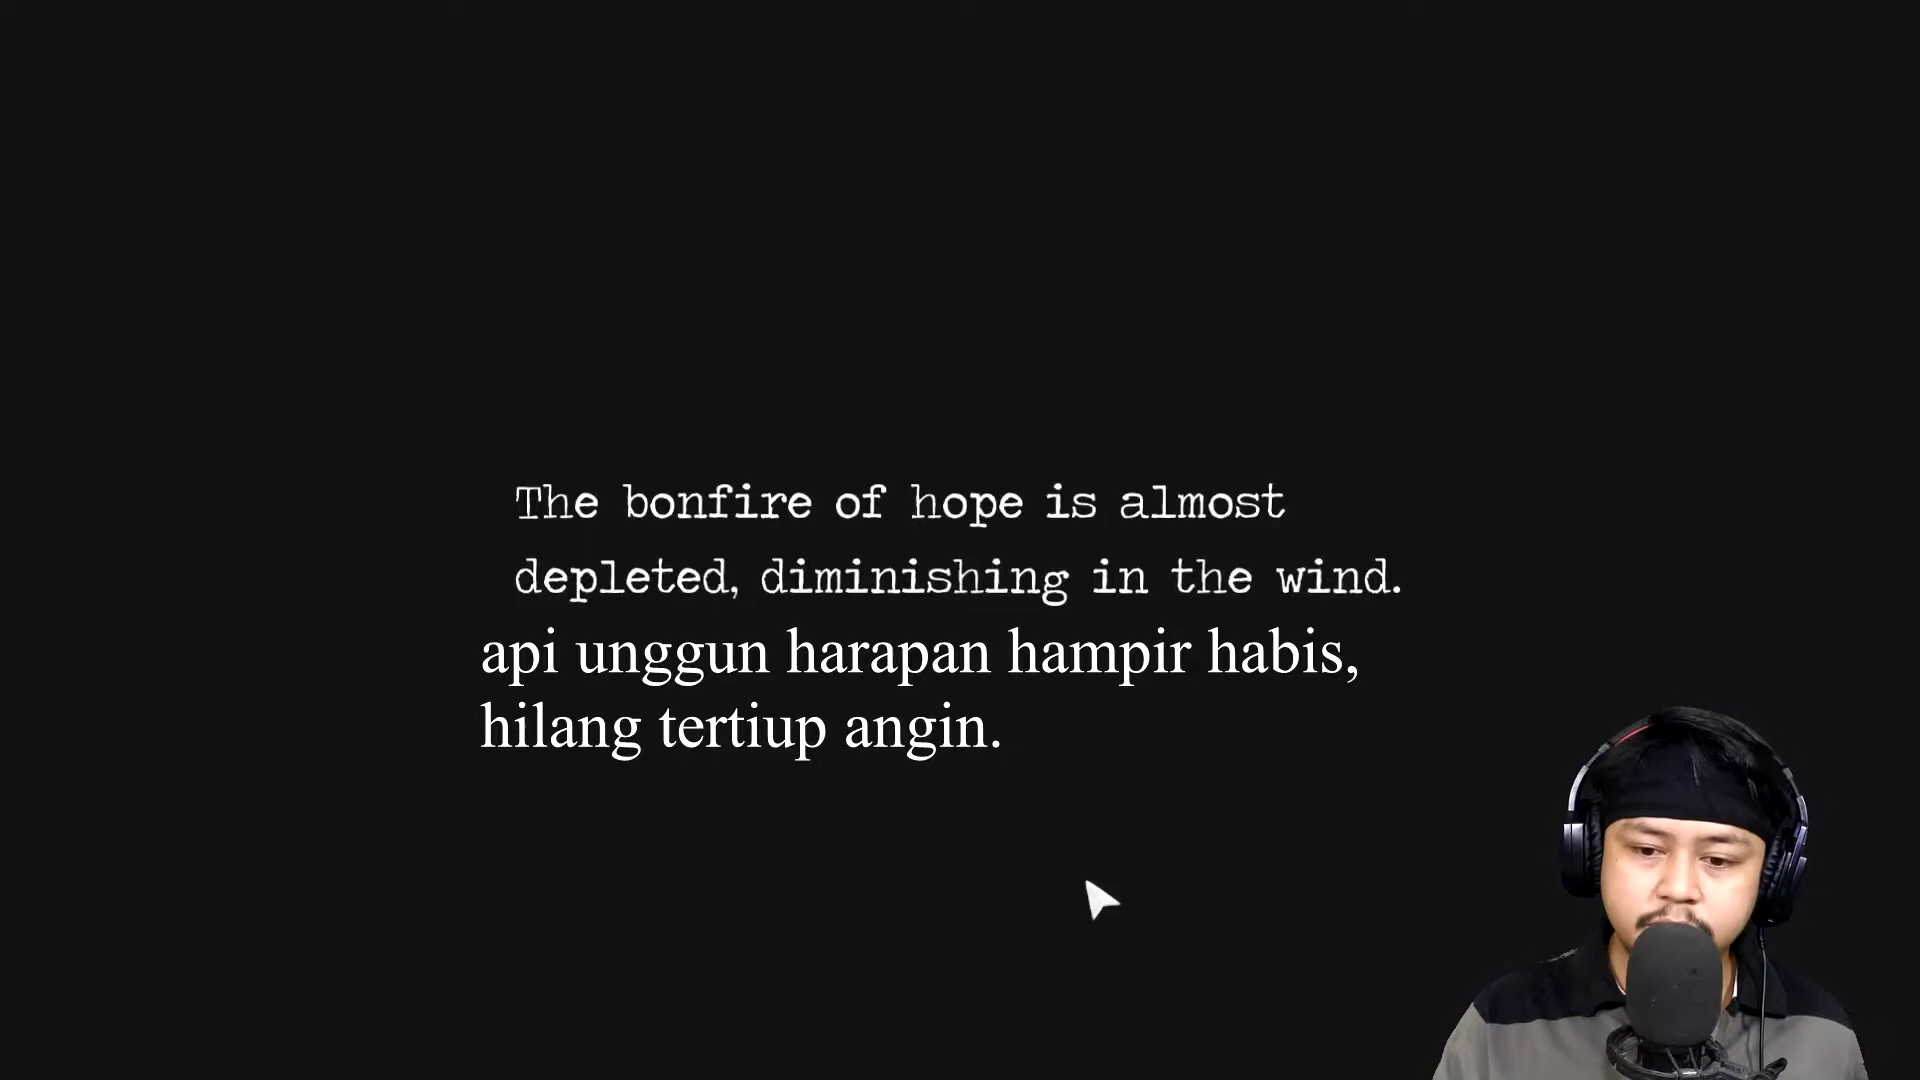 The bonfire of hope is almost
depleted, diminishing in the wind.
api unggun harapan hampir habis,
hilang tertiup angin.